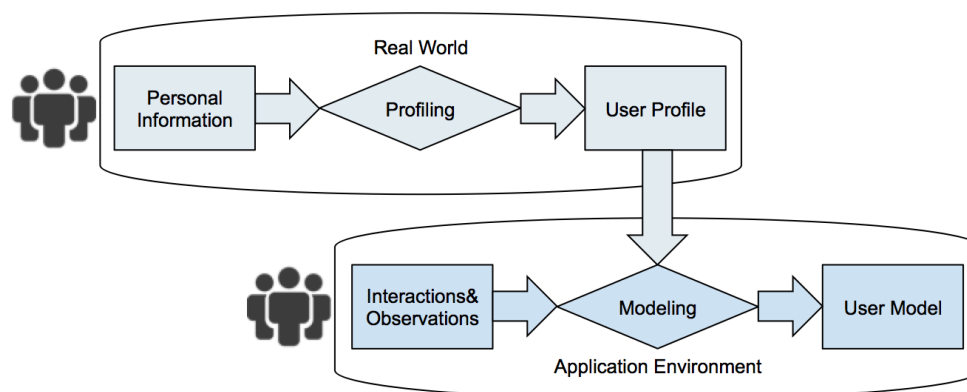 Real World
Personal
Information
Profiling
User Profile
Interactions&
Observations
Modeling
User Model
Application Environment